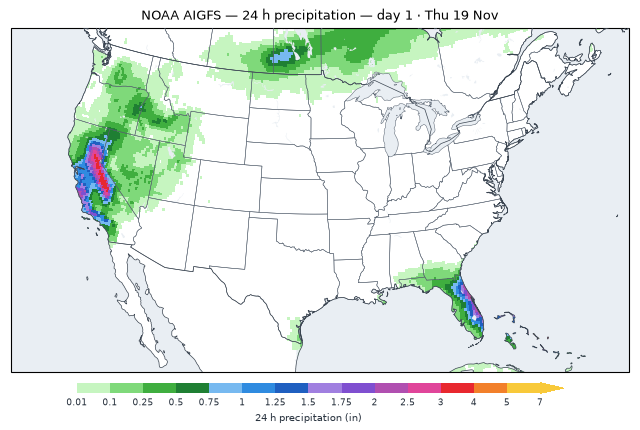 NOAA AIGFS — 24 h precipitation — day 1 · Thu 19 Nov
0.01 0.1 0.25 0.5 0.75 1 1.25 1.5 1.75 2 2.5 3 4 5 7
24 h precipitation (in)